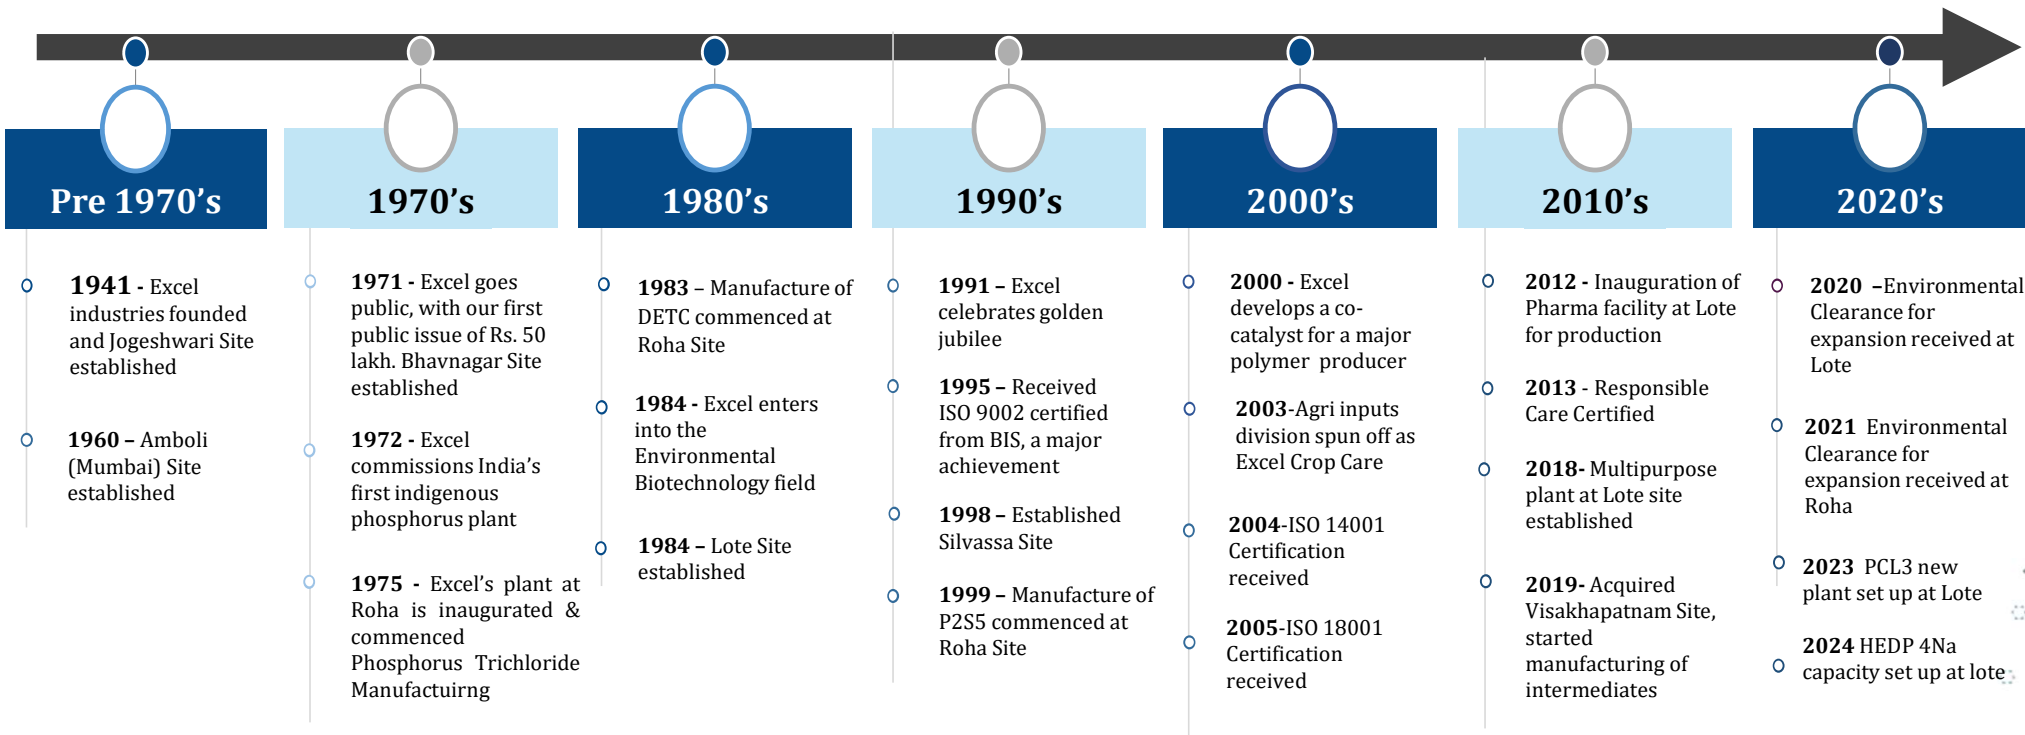 Pre 1970’s
1941 - Excel
industries founded
and Jogeshwari Site
established
1960 – Amboli
(Mumbai) Site
established
1970’s
1971 - Excel goes
public, with our first
public issue of Rs. 50
lakh. Bhavnagar Site
established
1972 - Excel
commissions India’s
first indigenous
phosphorus plant
1975 - Excel’s plant at
Roha is inaugurated &
commenced
Phosphorus Trichloride
Manufactuirng
1980’s
1983 – Manufacture of
DETC commenced at
Roha Site
1984 - Excel enters
into the
Environmental
Biotechnology field
1984 – Lote Site
established
1990’s
1991 – Excel
celebrates golden
jubilee
1995 – Received
ISO 9002 certified
from BIS, a major
achievement
1998 – Established
Silvassa Site
1999 – Manufacture of
P2S5 commenced at
Roha Site
2000’s
2000 - Excel
develops a co-
catalyst for a major
polymer producer
2003-Agri inputs
division spun off as
Excel Crop Care
2004-ISO 14001
Certification
received
2005-ISO 18001
Certification
received
2010’s
2012 - Inauguration of
Pharma facility at Lote
for production
2013 - Responsible
Care Certified
2018- Multipurpose
plant at Lote site
established
2019- Acquired
Visakhapatnam Site,
started
manufacturing of
intermediates
2020’s
2020 –Environmental
Clearance for
expansion received at
Lote
2021 Environmental
Clearance for
expansion received at
Roha
2023 PCL3 new
plant set up at Lote
2024 HEDP 4Na
capacity set up at lote